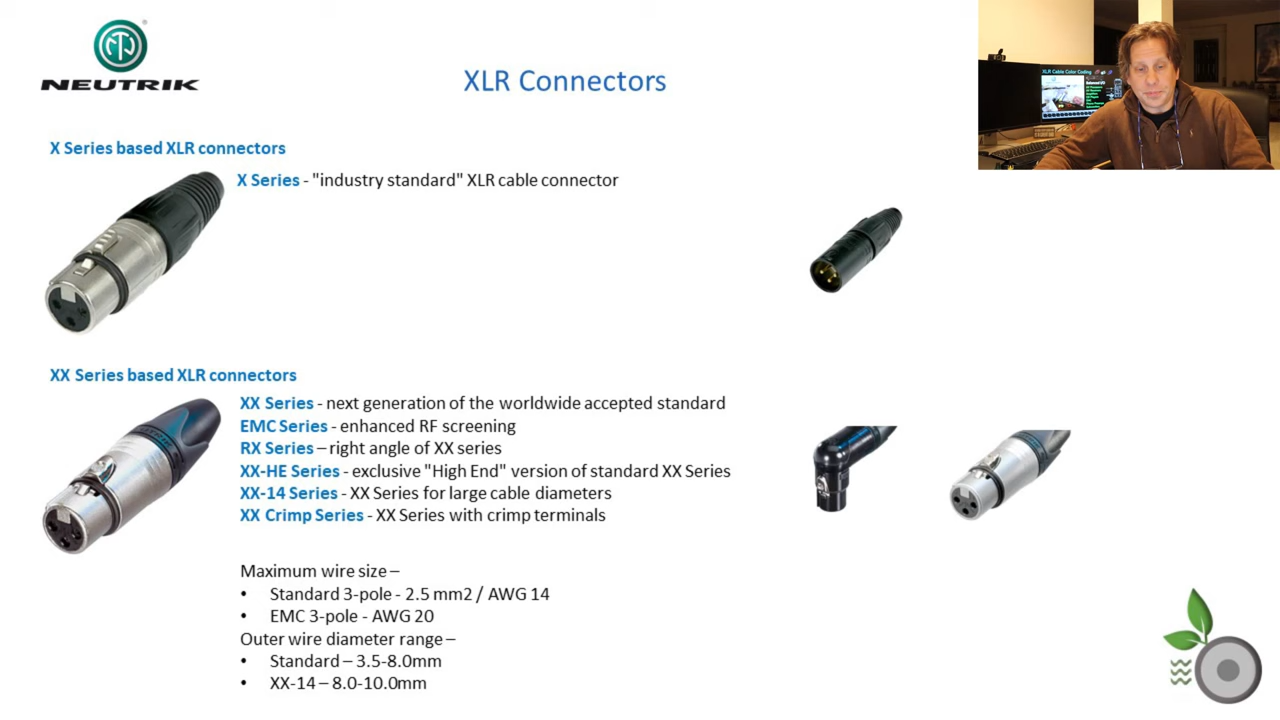 NEUTRIK
XLR Connectors
XLR Cable Color Coding
X Series based XLR connectors
X Series - "industry standard" XLR cable connector
XX Series based XLR connectors
XX Series - next generation of the worldwide accepted standard
EMC Series - enhanced RF screening
RX Series – right angle of XX series
XX-HE Series - exclusive "High End" version of standard XX Series
XX-14 Series - XX Series for large cable diameters
XX Crimp Series - XX Series with crimp terminals
Maximum wire size –
• Standard 3-pole - 2.5 mm2 / AWG 14
• EMC 3-pole - AWG 20
Outer wire diameter range –
• Standard – 3.5-8.0mm
• XX-14 – 8.0-10.0mm